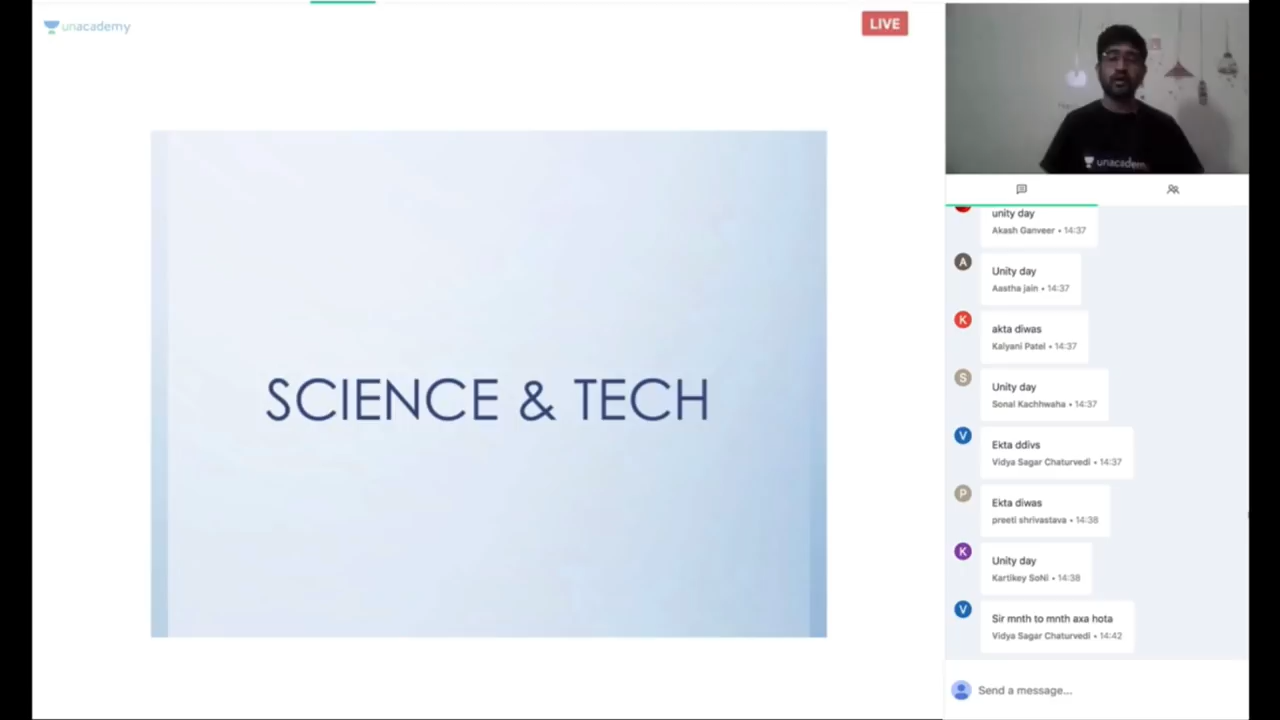 unacademy
LIVE
SCIENCE & TECH
unacademy
unity day
Akash Ganveer • 14:37
A
Unity day
Aastha jain • 14:37
K
akta diwas
Kalyani Patel • 14:37
S
Unity day
Sonal Kachhwaha • 14:37
V
Ekta ddivs
Vidya Sagar Chaturvedi • 14:37
P
Ekta diwas
preeti shrivastava • 14:38
K
Unity day
Kartikey SoNi • 14:38
V
Sir mnth to mnth axa hota
Vidya Sagar Chaturvedi • 14:42
Send a message...